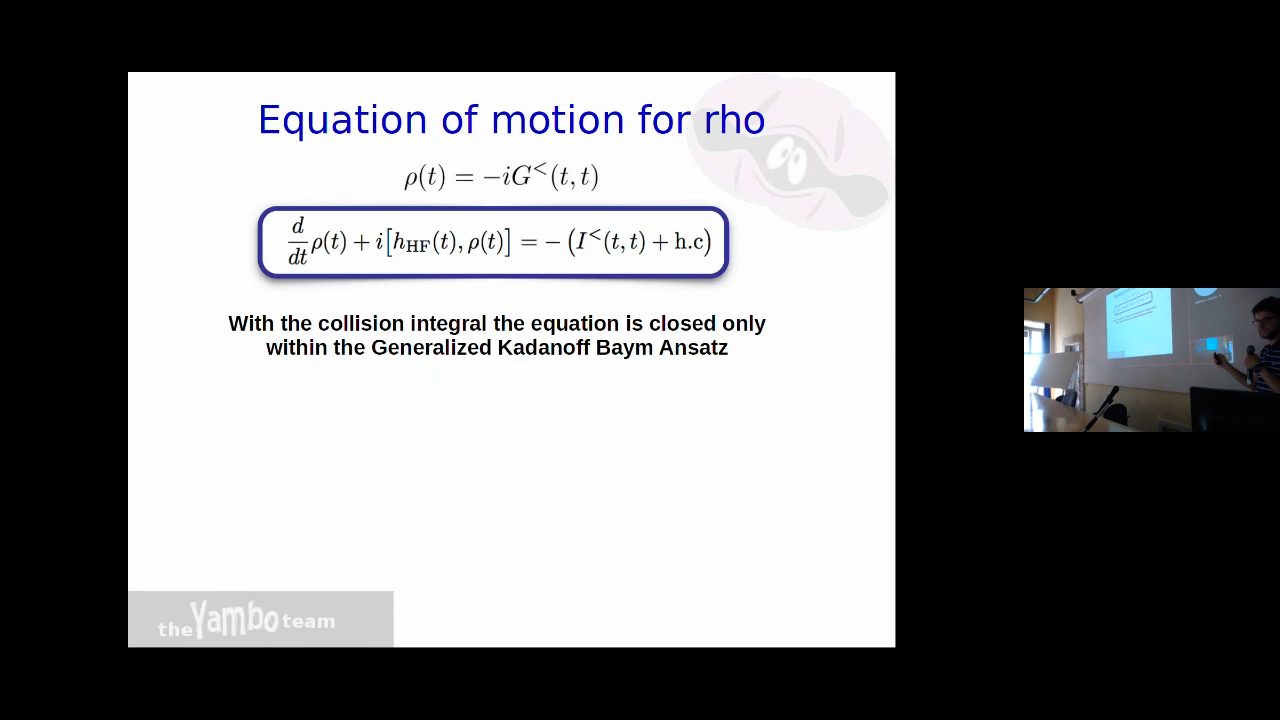 Equation of motion for rho
ρ(t) = −iG^<(t, t)
d/dt ρ(t) + i[h_HF(t), ρ(t)] = −(I^<(t, t) + h.c)
With the collision integral the equation is closed only
within the Generalized Kadanoff Baym Ansatz
the Yambo team